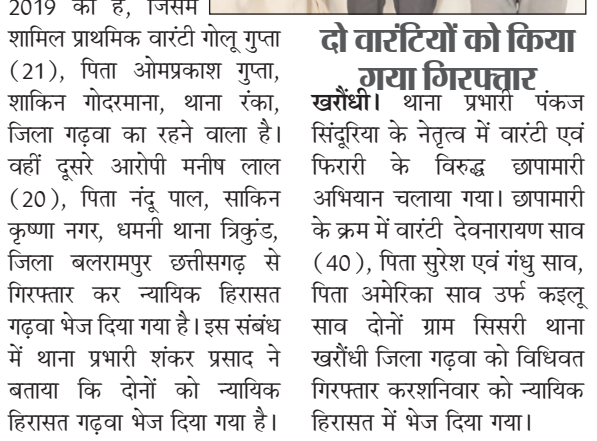 2019 का है, जिसमें
शामिल प्राथमिक वारंटी गोलू गुप्ता
(21), पिता ओमप्रकाश गुप्ता,
शाकिन गोदरमाना, थाना रंका,
जिला गढ़वा का रहने वाला है।
वहीं दूसरे आरोपी मनीष लाल
(20), पिता नंदू पाल, साकिन
कृष्णा नगर, धमनी थाना त्रिकुंड,
जिला बलरामपुर छत्तीसगढ़ से
गिरफ्तार कर न्यायिक हिरासत
गढ़वा भेज दिया गया है। इस संबंध
में थाना प्रभारी शंकर प्रसाद ने
बताया कि दोनों को न्यायिक
हिरासत गढ़वा भेज दिया गया है।
दो वारंटियों को किया
गया गिरफ्तार
खरौंधी। थाना प्रभारी पंकज
सिंदूरिया के नेतृत्व में वारंटी एवं
फिरारी के विरुद्ध छापामारी
अभियान चलाया गया। छापामारी
के क्रम में वारंटी देवनारायण साव
(40), पिता सुरेश एवं गंधु साव,
पिता अमेरिका साव उर्फ कइलू
साव दोनों ग्राम सिसरी थाना
खरौंधी जिला गढ़वा को विधिवत
गिरफ्तार करशनिवार को न्यायिक
हिरासत में भेज दिया गया।